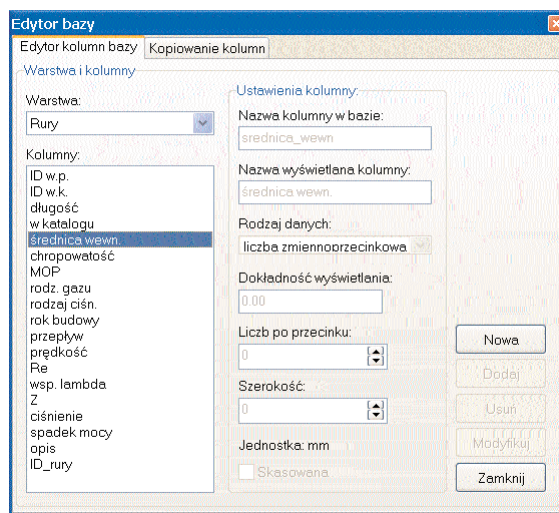 Edytor bazy
Edytor kolumn bazy
Kopiowanie kolumn
Warstwa i kolumny
Warstwa:
Rury
Kolumny:
ID w.p.
ID w.k.
długość
w katalogu
średnica wewn.
chropowatość
MOP
rodz. gazu
rodzaj ciśn.
rok budowy
przepływ
prędkość
Re
wsp. lambda
Z
ciśnienie
spadek mocy
opis
ID_rury
Ustawienia kolumny:
Nazwa kolumny w bazie:
srednica_wewn
Nazwa wyświetlana kolumny:
średnica wewn.
Rodzaj danych:
liczba zmiennoprzecinkowa
Dokładność wyświetlania:
0.00
Liczb po przecinku:
0
Szerokość:
0
Jednostka: mm
Skasowana
Nowa
Dodaj
Usuń
Modyfikuj
Zamknij